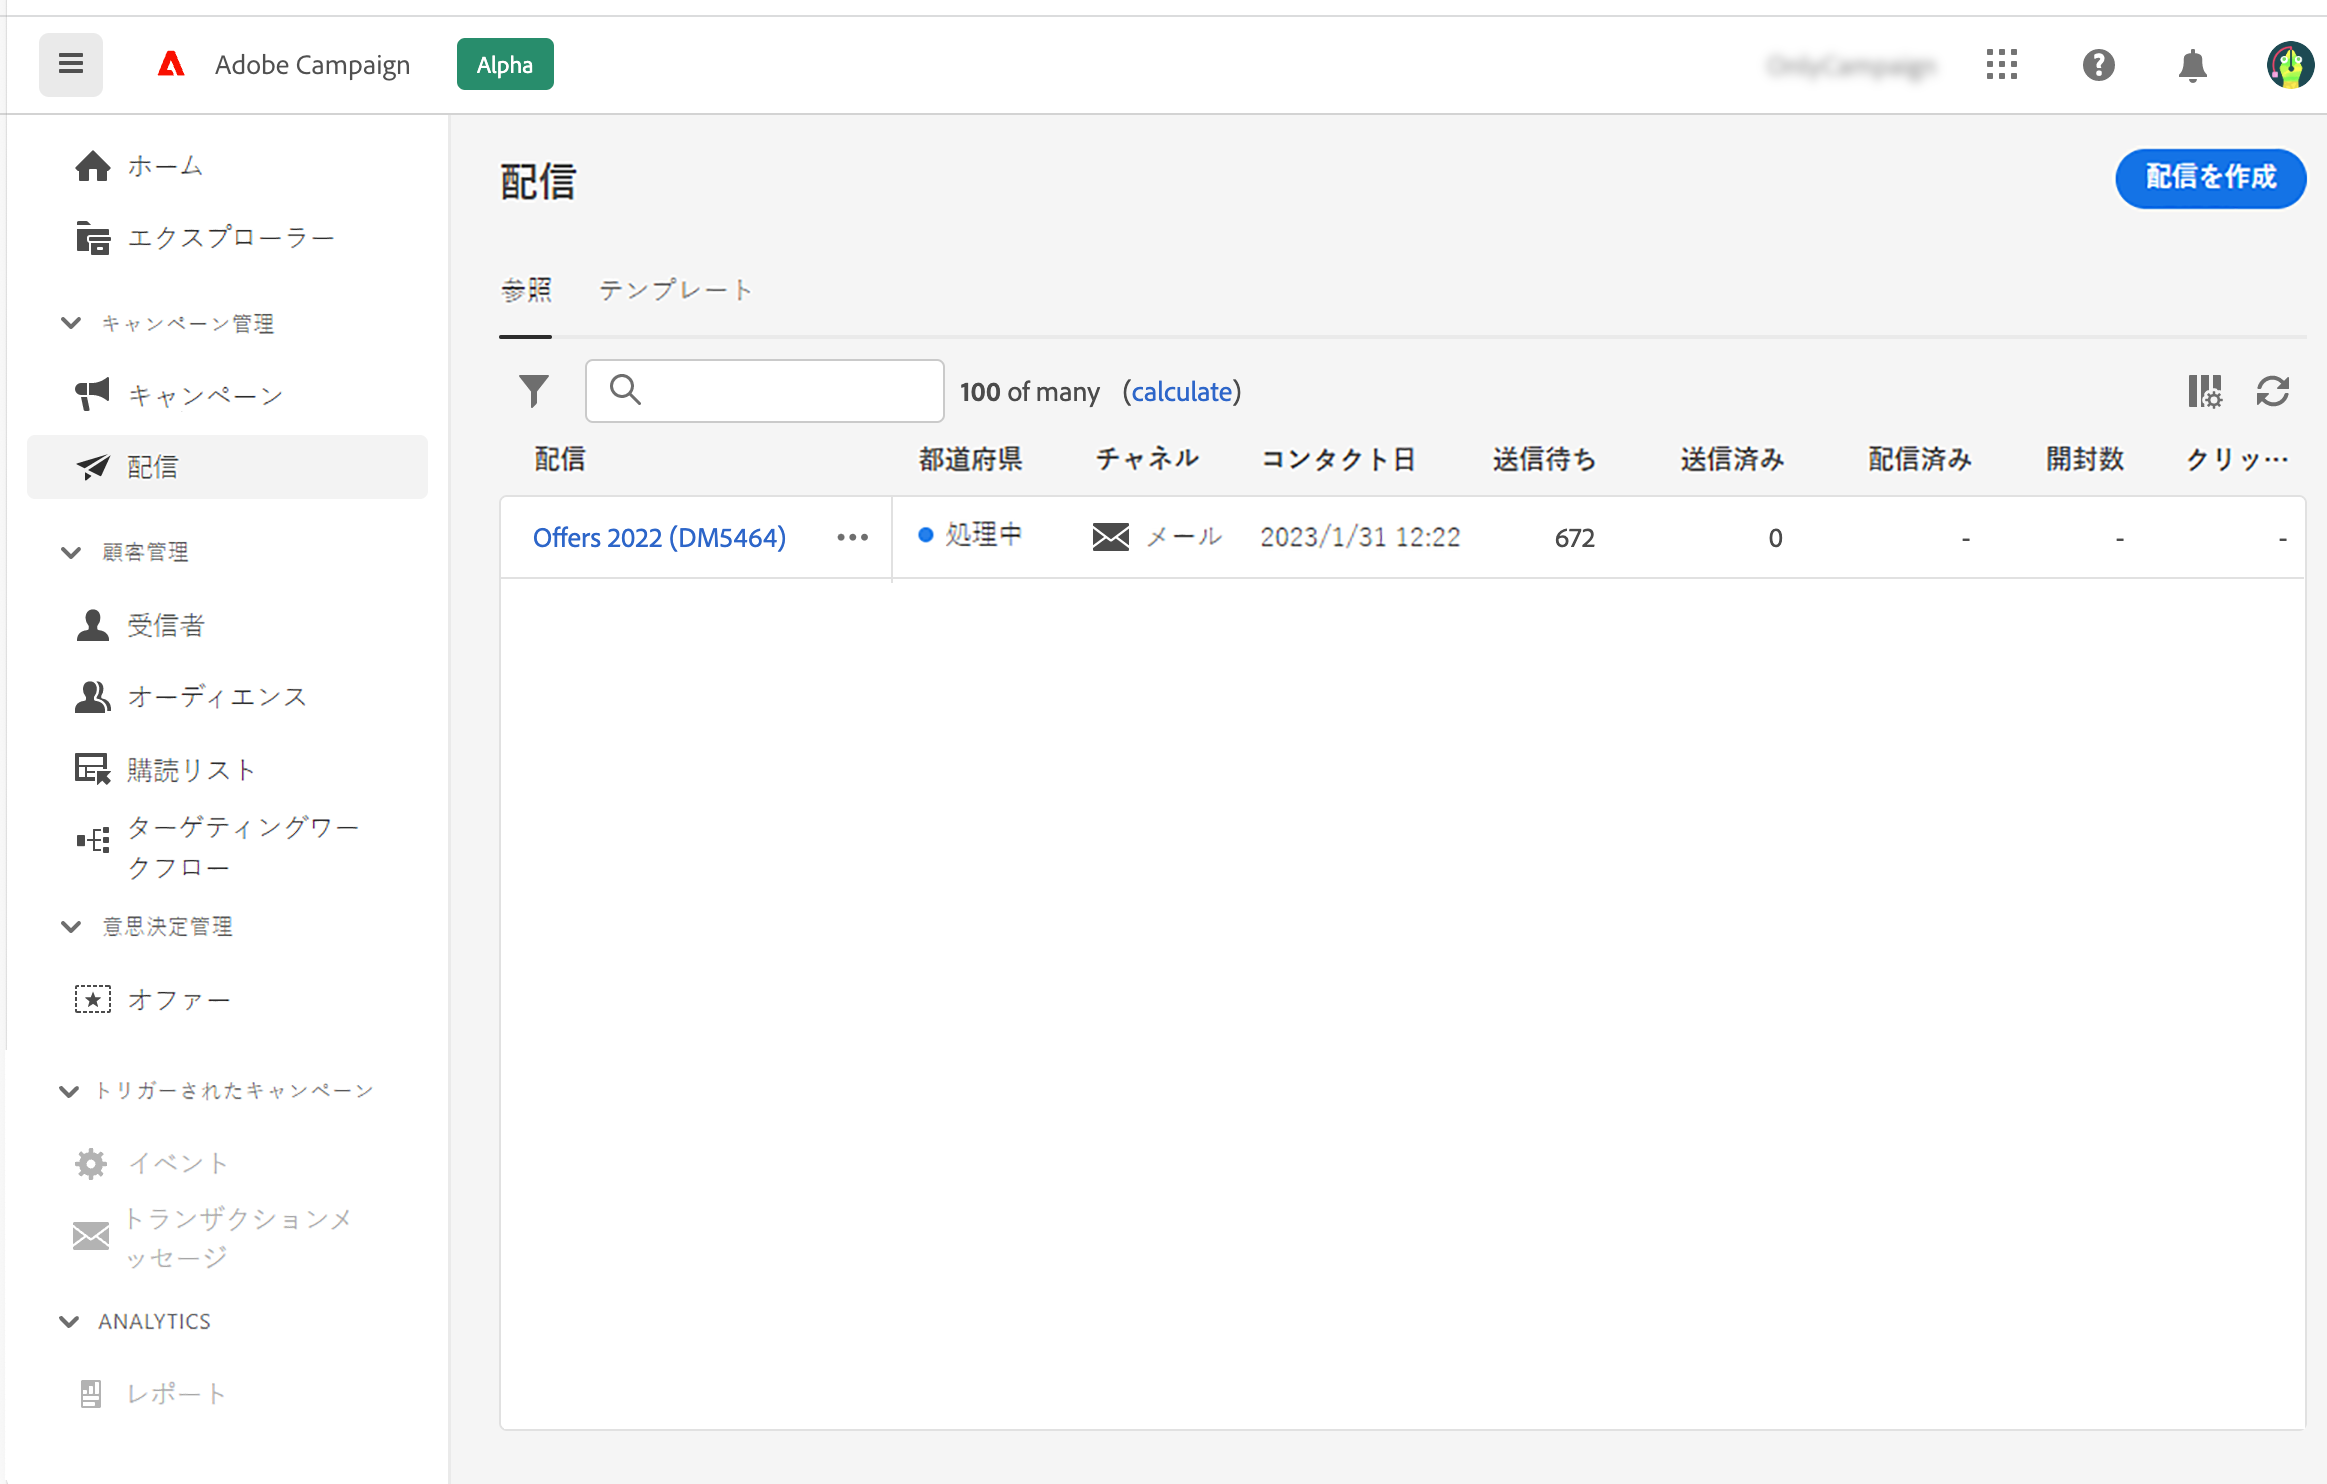 Adobe Campaign
Alpha
ホーム
エクスプローラー
キャンペーン管理
キャンペーン
配信
顧客管理
受信者
オーディエンス
購読リスト
ターゲティングワー
クフロー
意思決定管理
オファー
トリガーされたキャンペーン
イベント
トランザクションメ
ッセージ
ANALYTICS
レポート
配信
配信を作成
参照 テンプレート
100 of many (calculate)
配信 都道府県 チャネル コンタクト日 送信待ち 送信済み 配信済み 開封数 クリッ…
Offers 2022 (DM5464) ••• 処理中 メール 2023/1/31 12:22 672 0 - - -